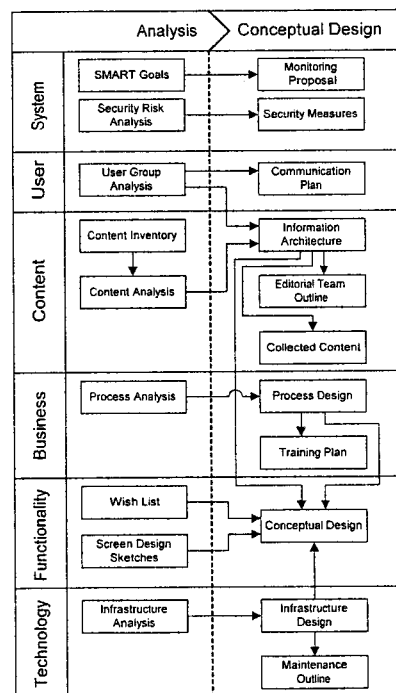 Analysis
Conceptual Design
System
SMART Goals
Monitoring
Proposal
Security Risk
Analysis
Security Measures
User
User Group
Analysis
Communication
Plan
Content
Content Inventory
Information
Architecture
Content Analysis
Editorial Team
Outline
Collected Content
Business
Process Analysis
Process Design
Training Plan
Functionality
Wish List
Conceptual Design
Screen Design
Sketches
Technology
Infrastructure
Analysis
Infrastructure
Design
Maintenance
Outline